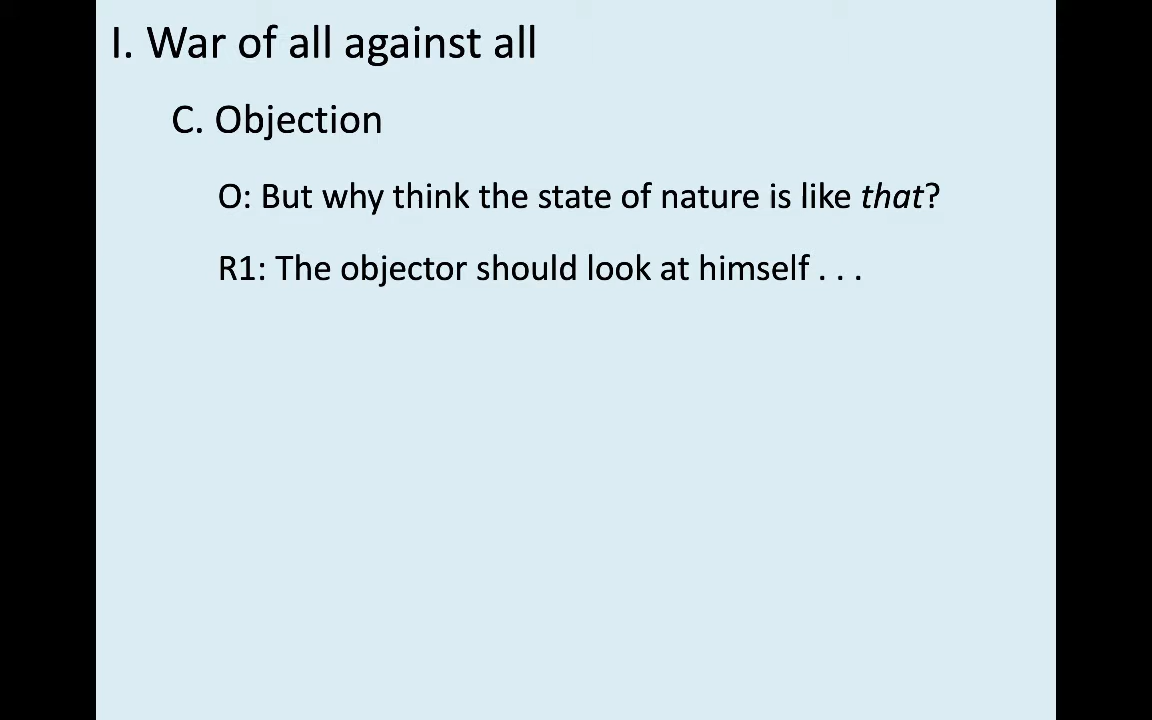 I. War of all against all
C. Objection
O: But why think the state of nature is like that?
R1: The objector should look at himself . . .